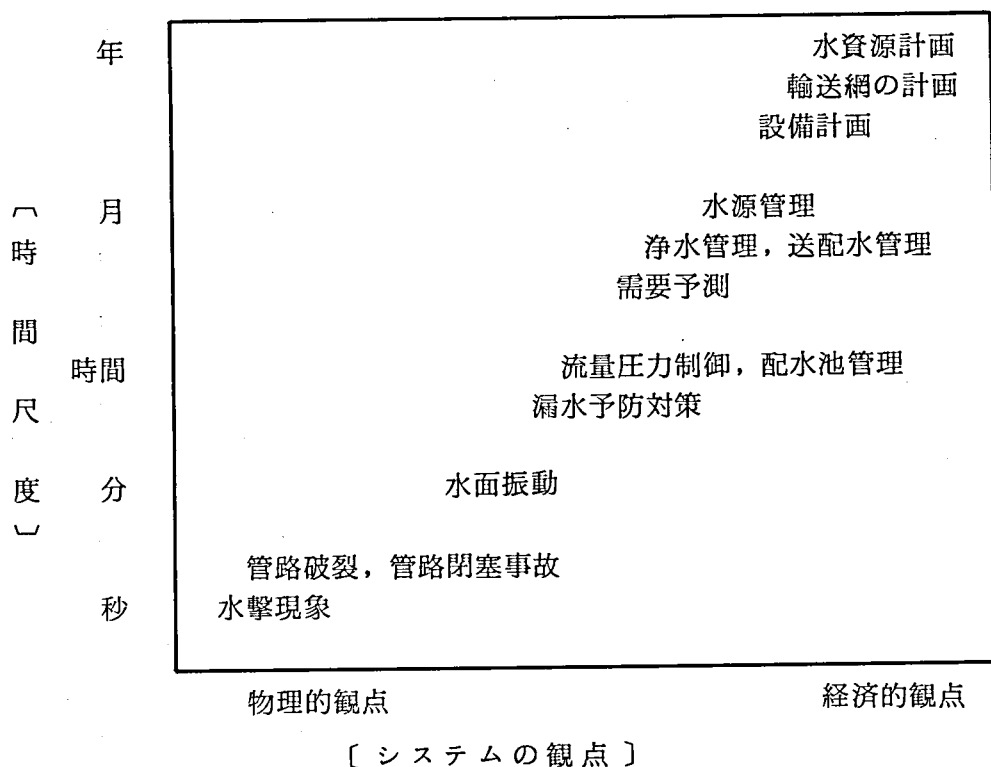 年
水資源計画
輸送網の計画
設備計画
月
水源管理
浄水管理,送配水管理
需要予測
時間
流量圧力制御,配水池管理
漏水予防対策
分
水面振動
管路破裂,管路閉塞事故
秒
水撃現象
〔時間尺度〕
物理的観点
経済的観点
〔システムの観点〕